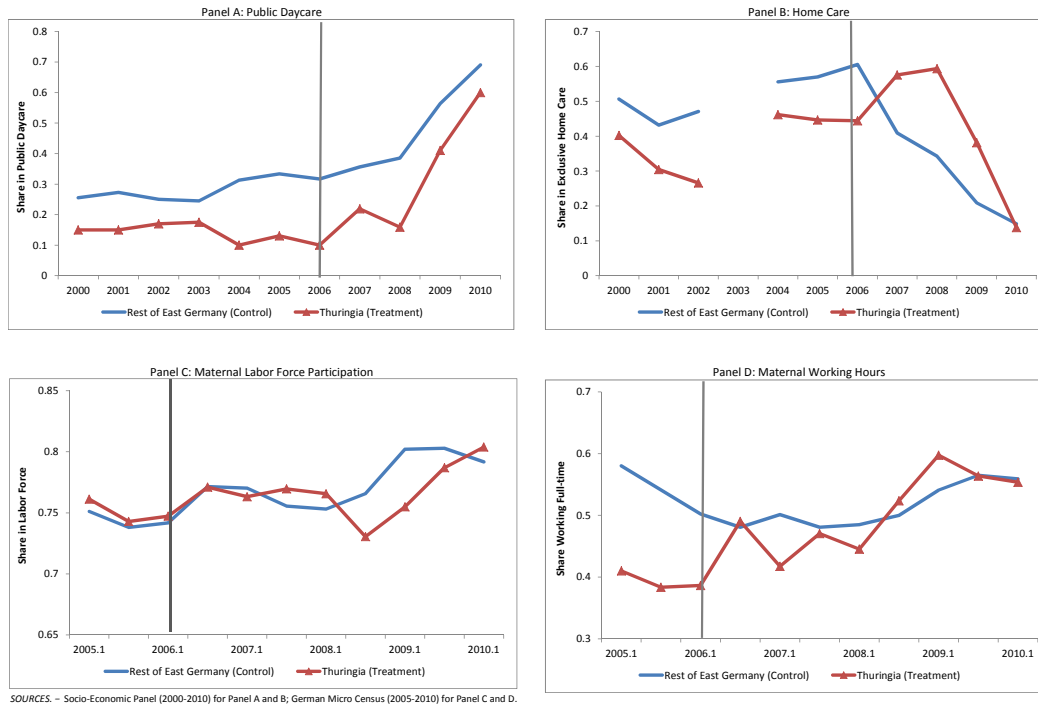 Panel A: Public Daycare
Share in Public Daycare
0.8
0.7
0.6
0.5
0.4
0.3
0.2
0.1
0
2000 2001 2002 2003 2004 2005 2006 2007 2008 2009 2010
Rest of East Germany (Control) Thuringia (Treatment)
Panel B: Home Care
Share in Exclusive Home Care
0.7
0.6
0.5
0.4
0.3
0.2
0.1
0
2000 2001 2002 2004 2005 2006 2007 2008 2009 2010
Rest of East Germany (Control) Thuringia (Treatment)
Panel C: Maternal Labor Force Participation
Share in Labor Force
0.85
0.8
0.75
0.7
0.65
2005.1 2006.1 2007.1 2008.1 2009.1 2010.1
Rest of East Germany (Control) Thuringia (Treatment)
Panel D: Maternal Working Hours
Share Working Full-time
0.7
0.6
0.5
0.4
0.3
2005.1 2006.1 2007.1 2008.1 2009.1 2010.1
Rest of East Germany (Control) Thuringia (Treatment)
SOURCES. – Socio-Economic Panel (2000-2010) for Panel A and B; German Micro Census (2005-2010) for Panel C and D.